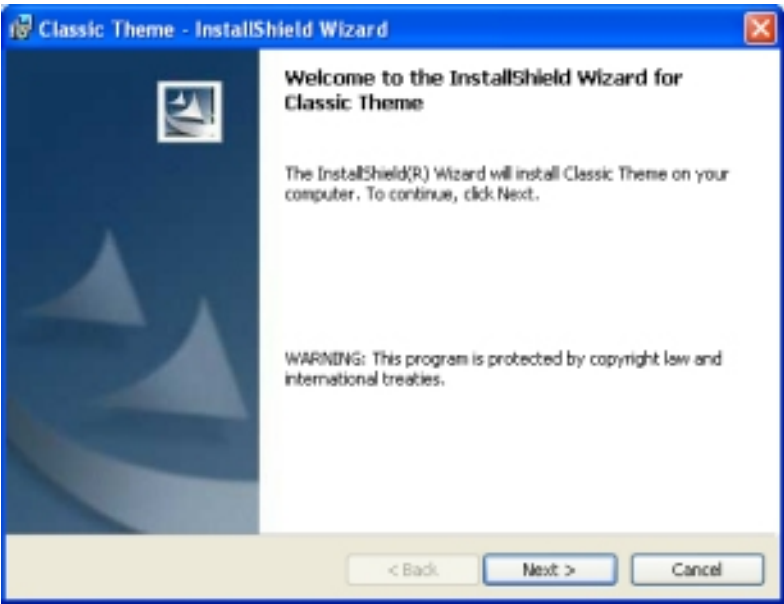 Classic Theme - InstallShield Wizard
Welcome to the InstallShield Wizard for
Classic Theme
The InstallShield(R) Wizard will install Classic Theme on your
computer. To continue, click Next.
WARNING: This program is protected by copyright law and
international treaties.
< Back
Next >
Cancel